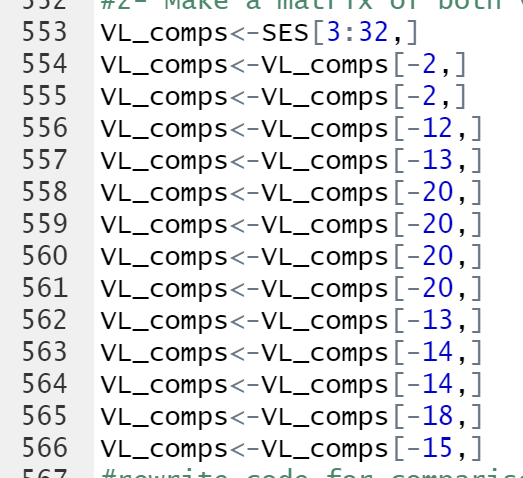 552 #2- Make a matrix of both
553 VL_comps<-SES[3:32,]
554 VL_comps<-VL_comps[-2,]
555 VL_comps<-VL_comps[-2,]
556 VL_comps<-VL_comps[-12,]
557 VL_comps<-VL_comps[-13,]
558 VL_comps<-VL_comps[-20,]
559 VL_comps<-VL_comps[-20,]
560 VL_comps<-VL_comps[-20,]
561 VL_comps<-VL_comps[-20,]
562 VL_comps<-VL_comps[-13,]
563 VL_comps<-VL_comps[-14,]
564 VL_comps<-VL_comps[-14,]
565 VL_comps<-VL_comps[-18,]
566 VL_comps<-VL_comps[-15,]
567 #rewrite code for comparis